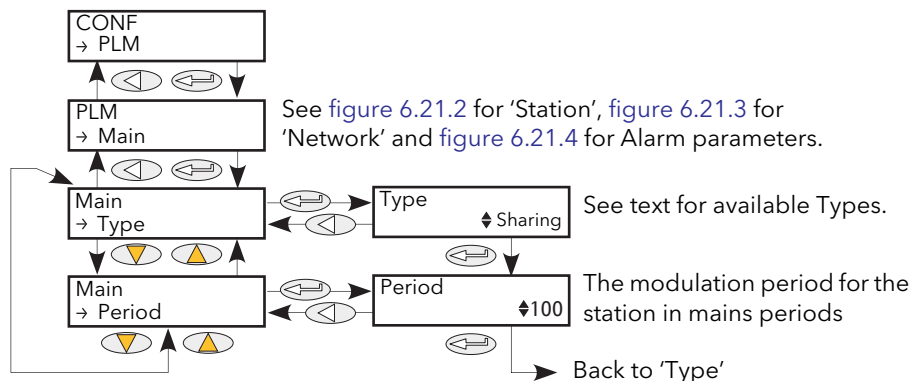 CONF
→ PLM
PLM
→ Main
See figure 6.21.2 for ‘Station’, figure 6.21.3 for
‘Network’ and figure 6.21.4 for Alarm parameters.
Main
→ Type
Type
Sharing
See text for available Types.
Main
→ Period
Period
100
The modulation period for the
station in mains periods
Back to ‘Type’